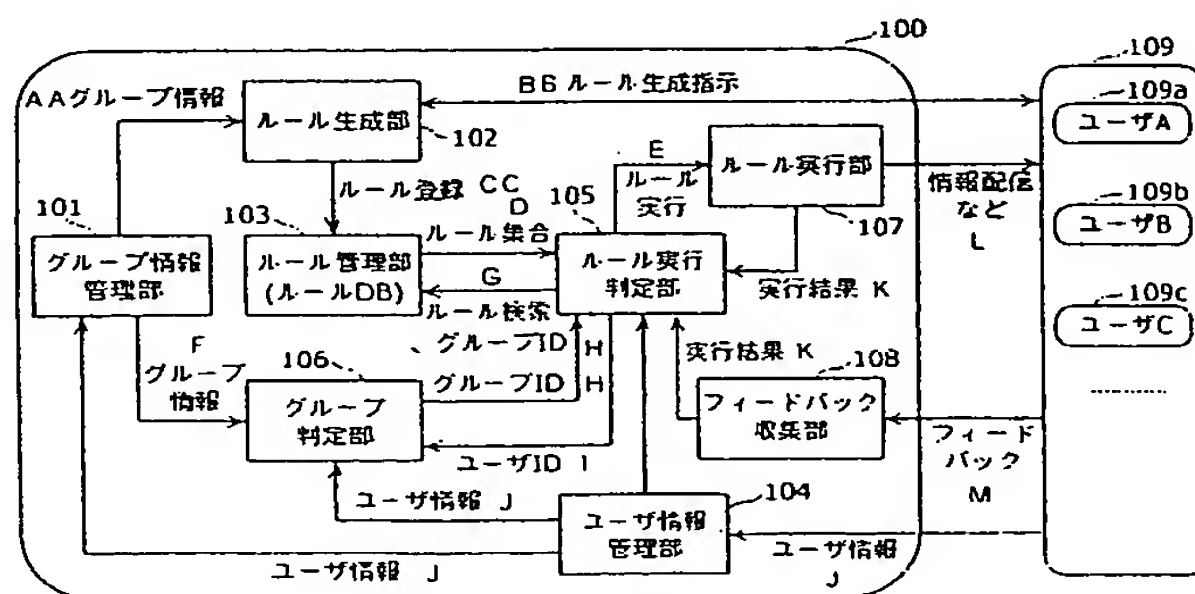 100
109
AAグループ情報
BBルール生成指示
109a
ユーザA
ルール生成部
102
E
ルール
実行
ルール実行部
107
情報配信
など
L
109b
ユーザB
ルール登録 CC
101
グループ情報
管理部
103
ルール管理部
(ルールDB)
D
ルール集合
G
ルール検索
105
ルール実行
判定部
実行結果 K
109c
ユーザC
F
グループ
情報
106
グループ
判定部
グループID H
グループID H
ユーザID I
実行結果 K
108
フィードバック
収集部
フィード
バック
M
ユーザ情報 J
104
ユーザ情報
管理部
ユーザ情報 J
ユーザ情報
J